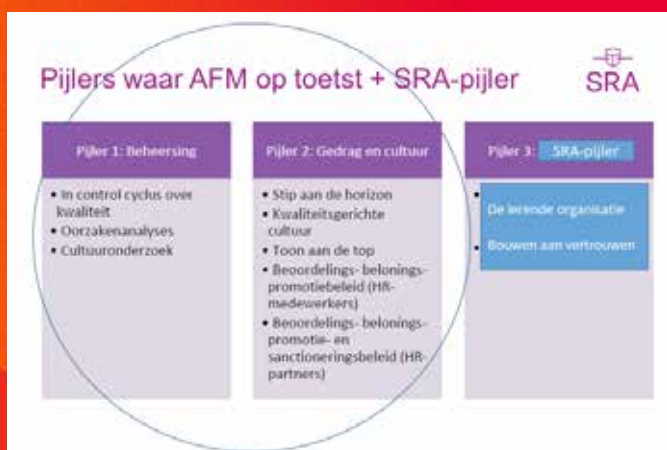 Pijlers waar AFM op toetst + SRA-pijler
SRA
Pijler 1: Beheersing
• In control cyclus over
kwaliteit
• Oorzakenanalyses
• Cultuuronderzoek
Pijler 2: Gedrag en cultuur
• Stip aan de horizon
• Kwaliteitsgerichte
cultuur
• Toon aan de top
• Beoordelings- belonings-
promotiebeleid (HR-
medewerkers)
• Beoordelings- belonings-
promotie- en
sanctioneringsbeleid (HR-
partners)
Pijler 3: SRA-pijler
• De lerende organisatie
• Bouwen aan vertrouwen